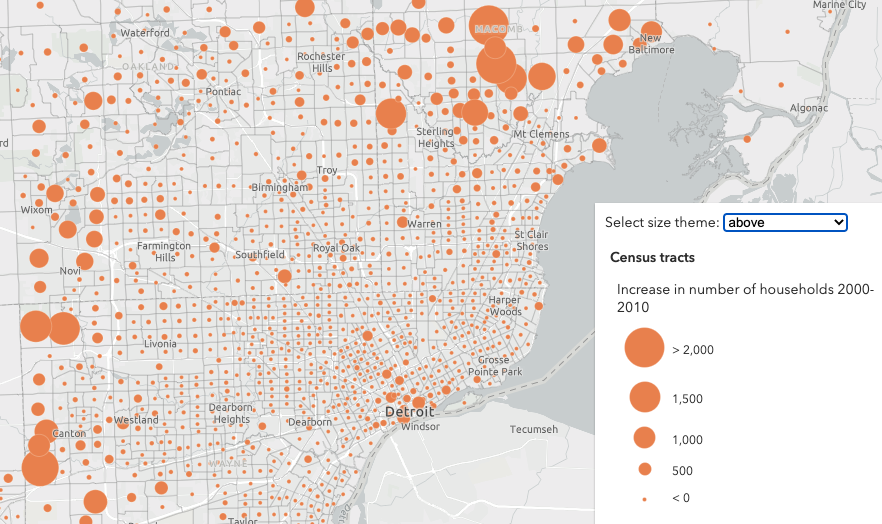 Marine City
Waterford
MACOMB
New
Baltimore
Rochester
Hills
OAKLAND
Pontiac
Algonac
Sterling
Heights
Mt Clemens
rd
Troy
Birmingham
Wixom
Warren
Select size theme: above
St Clair
Shores
Farmington
Hills
Southfield
Royal Oak
Census tracts
Novi
Increase in number of households 2000-
2010
Harper
Woods
Livonia
> 2,000
Grosse
Pointe Park
1,500
Dearborn
Heights
Detroit
Westland
Dearborn
Windsor
Tecumseh
Canton
1,000
WAYNE
500
< 0
Taylor